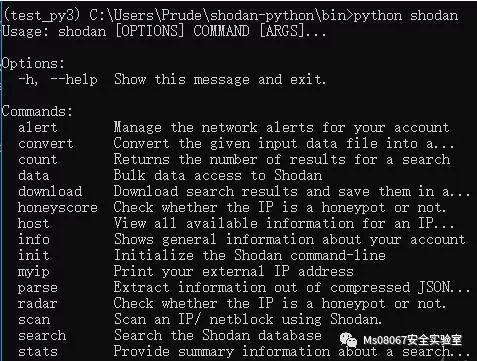 (test_py3) C:\Users\Prude\shodan-python\bin>python shodan
Usage: shodan [OPTIONS] COMMAND [ARGS]...
Options:
-h, --help  Show this message and exit.
Commands:
alert       Manage the network alerts for your account
convert     Convert the given input data file into a...
count       Returns the number of results for a search
data        Bulk data access to Shodan
download    Download search results and save them in a...
honeyscore  Check whether the IP is a honeypot or not.
host        View all available information for an IP...
info        Shows general information about your account
init        Initialize the Shodan command-line
myip        Print your external IP address
parse       Extract information out of compressed JSON...
radar       Check whether the IP is a honeypot or not.
scan        Scan an IP/ netblock using Shodan.
search      Search the Shodan database
stats       Provide summary information about a search...
Ms08067安全实验室